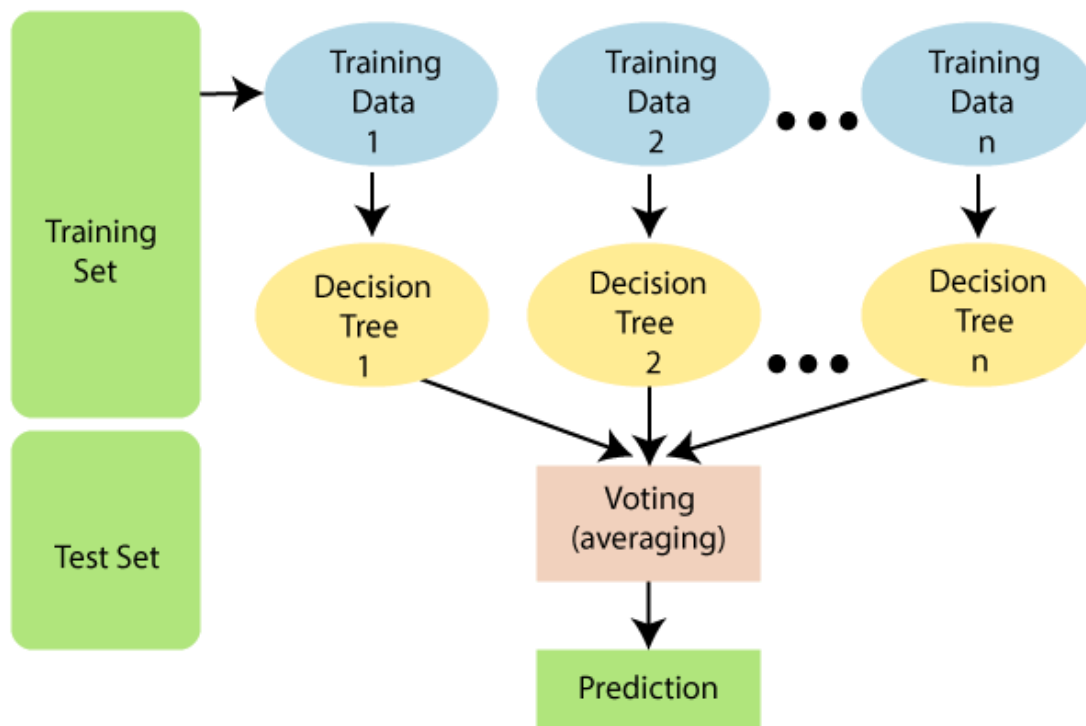 Training
Set
Test Set
Training
Data
1
Training
Data
2
Training
Data
n
Decision
Tree
1
Decision
Tree
2
Decision
Tree
n
Voting
(averaging)
Prediction